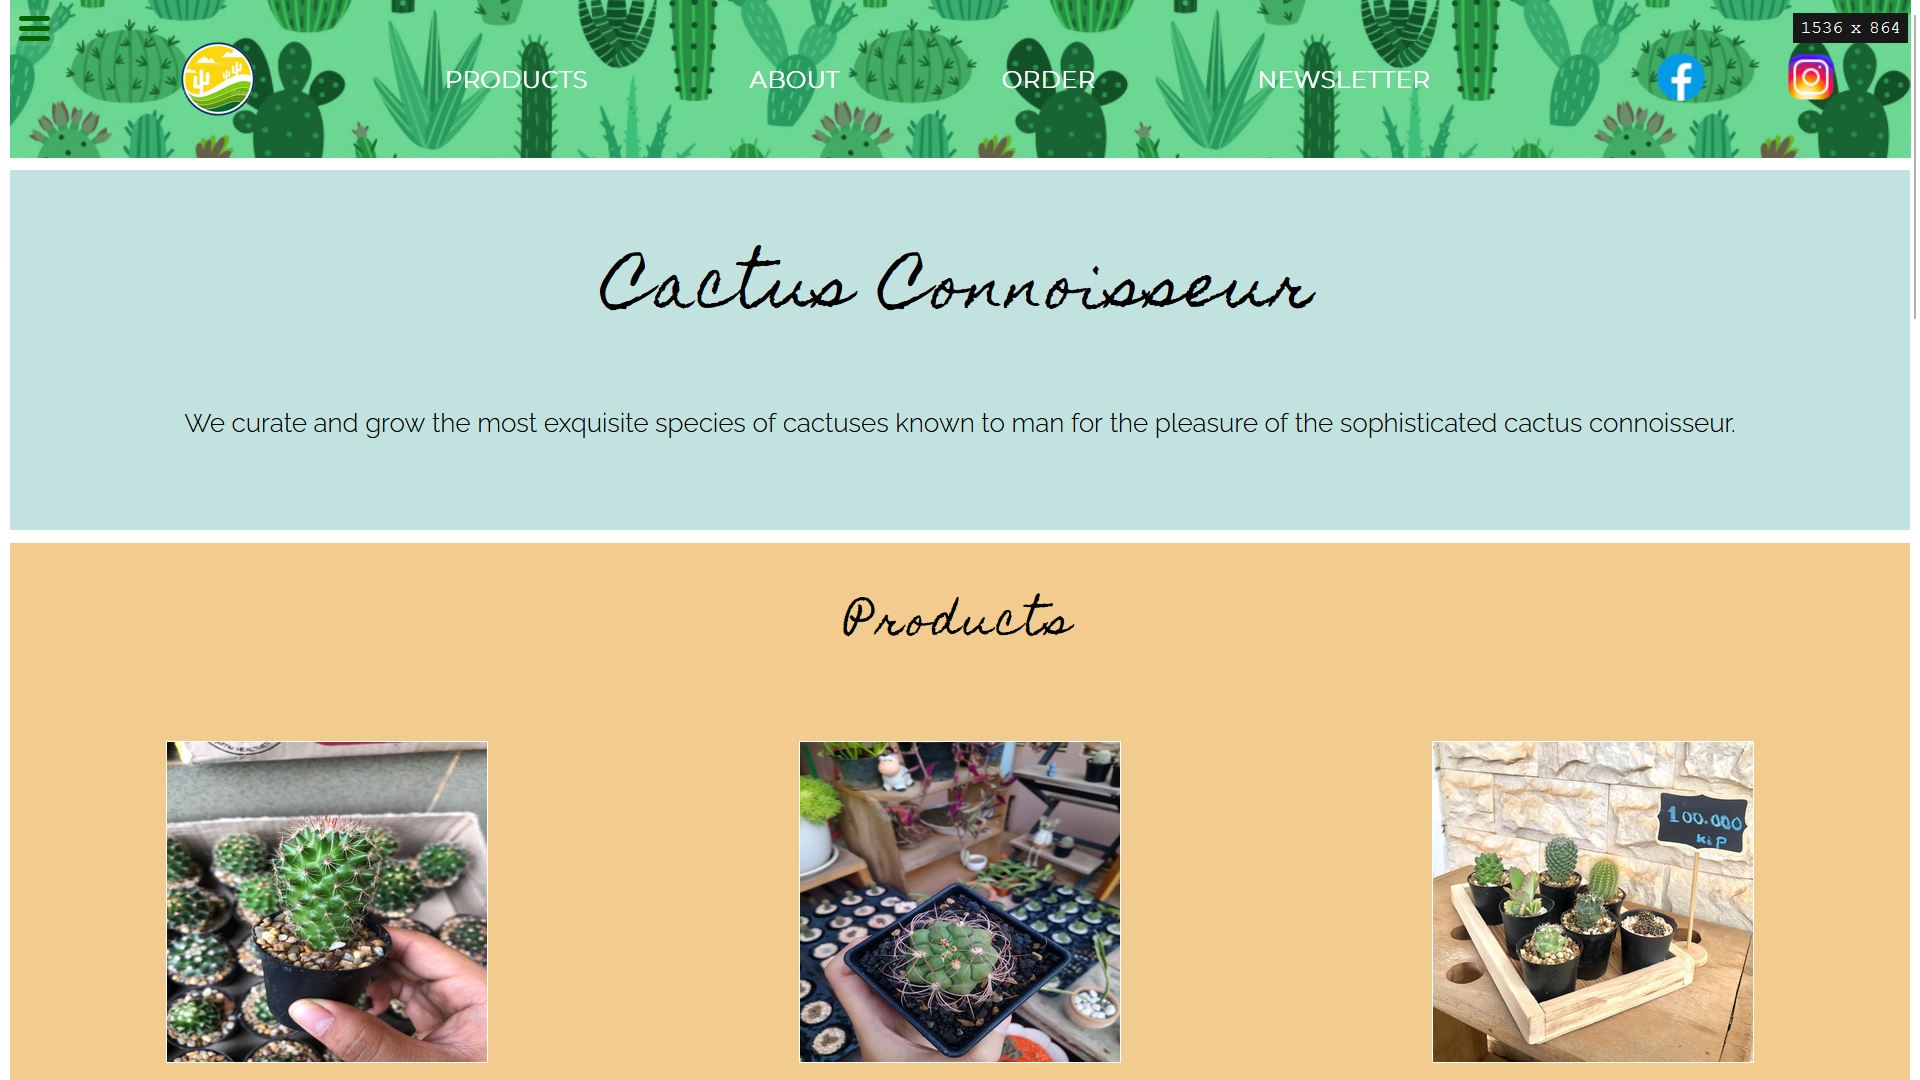 1536 x 864
PRODUCTS ABOUT ORDER NEWSLETTER
Cactus Connoisseur
We curate and grow the most exquisite species of cactuses known to man for the pleasure of the sophisticated cactus connoisseur.
Products
100.000
KiP